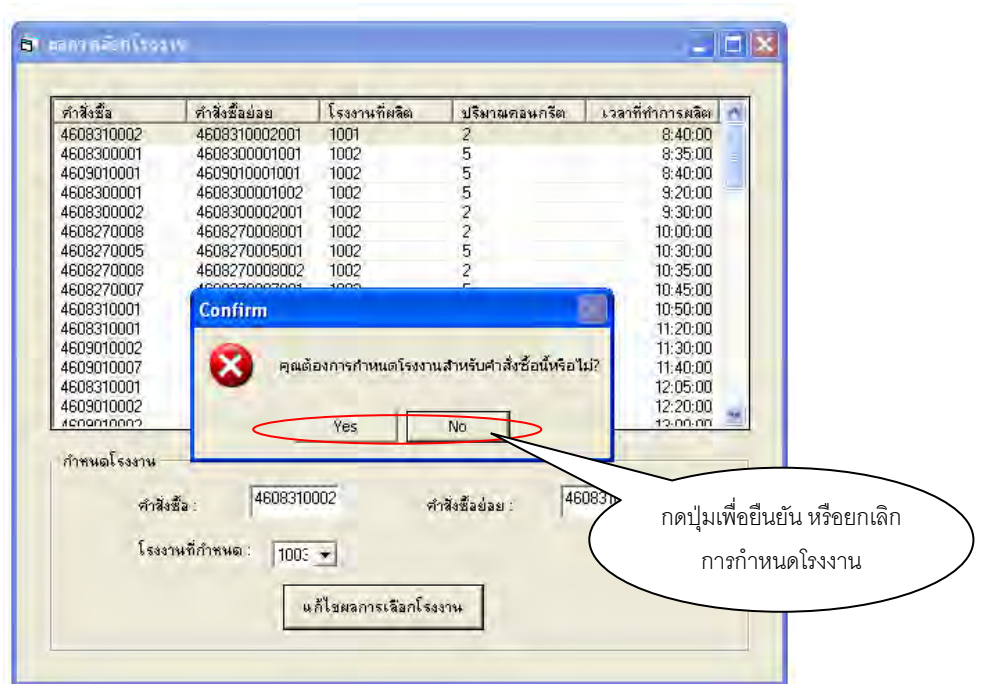 ผลการเลือกโรงงาน
คำสั่งซื้อ คำสั่งซื้อย่อย โรงงานที่ผลิต ปริมาณคอนกรีต เวลาที่ทำการผลิต
4608310002 4608310002001 1001 2 8:40:00
4608300001 4608300001001 1002 5 8:35:00
4609010001 4609010001001 1002 5 8:40:00
4608300001 4608300001002 1002 5 9:20:00
4608300002 4608300002001 1002 2 9:30:00
4608270008 4608270008001 1002 2 10:00:00
4608270005 4608270005001 1002 5 10:30:00
4608270008 4608270008002 1002 2 10:35:00
4608270007 4608270007001 1002 5 10:45:00
4608310001 10:50:00
4608310001 11:20:00
4609010002 11:30:00
4609010007 11:40:00
4608310001 12:05:00
4609010002 12:20:00
Confirm
คุณต้องการกำหนดโรงงานสำหรับคำสั่งซื้อนี้หรือไม่?
Yes No
กำหนดโรงงาน
คำสั่งซื้อ : 4608310002 คำสั่งซื้อย่อย :
โรงงานที่กำหนด : 1003
แก้ไขผลการเลือกโรงงาน
กดปุ่มเพื่อยืนยัน หรือยกเลิก
การกำหนดโรงงาน